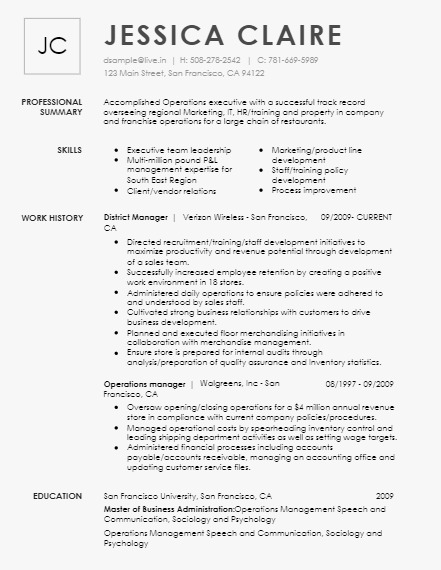 JC
JESSICA CLAIRE
dsample@live.in | H: 508-278-2542 | C: 781-669-5989
123 Main Street, San Francisco, CA 94122
PROFESSIONAL
SUMMARY
Accomplished Operations executive with a successful track record
overseeing regional Marketing, IT, HR/training and property in company
and franchise operations for a large chain of restaurants.
SKILLS
• Executive team leadership
• Multi-million pound P&L
management expertise for
South East Region
• Client/vendor relations
• Marketing/product line
development
• Staff/training policy
development
• Process improvement
WORK HISTORY
District Manager | Verizon Wireless - San Francisco, 09/2009- CURRENT
CA
• Directed recruitment/training/staff development initiatives to
maximize productivity and revenue potential through development
of a sales team.
• Successfully increased employee retention by creating a positive
work environment in 18 stores.
• Administered daily operations to ensure policies were adhered to
and understood by sales staff.
• Cultivated strong business relationships with customers to drive
business development.
• Planned and executed floor merchandising initiatives in
collaboration with merchandise management.
• Ensure store is prepared for internal audits through
analysis/preparation of quality assurance and inventory statistics.
Operations manager | Walgreens, Inc - San 08/1997 - 09/2009
Francisco, CA
• Oversaw opening/closing operations for a $4 million annual revenue
store in compliance with current company policies/procedures.
• Managed operational costs by spearheading inventory control and
leading shipping department activities as well as setting wage targets.
• Administered financial processes including accounts
payable/accounts receivable, managing an accounting office and
updating customer service files.
EDUCATION
San Francisco University, San Francisco, CA 2009
Master of Business Administration:Operations Management Speech and
Communication, Sociology and Psychology
Operations Management Speech and Communication, Sociology and
Psychology